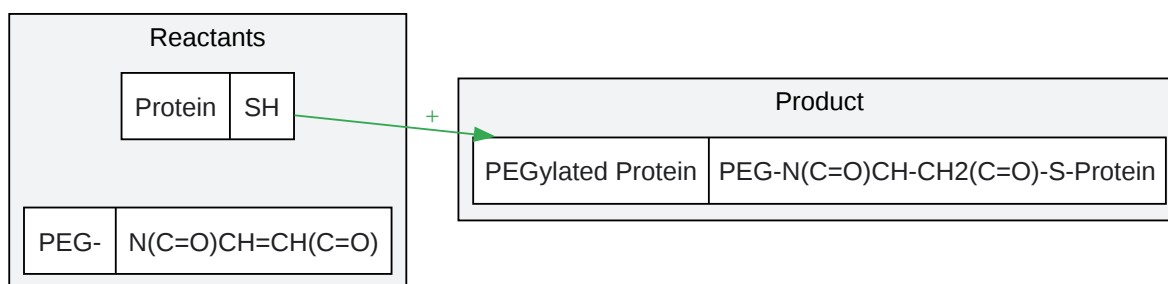 Reactants
Protein SH
PEG- N(C=O)CH=CH(C=O)
+
Product
PEGylated Protein PEG-N(C=O)CH-CH2(C=O)-S-Protein